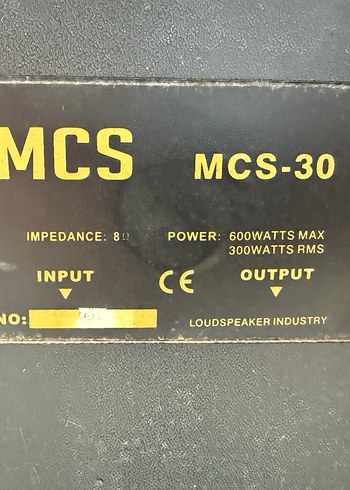 MCS
MCS-30
IMPEDANCE: 8Ω
POWER: 600WATTS MAX
300WATTS RMS
INPUT
CE
OUTPUT
NO:
LOUDSPEAKER INDUSTRY